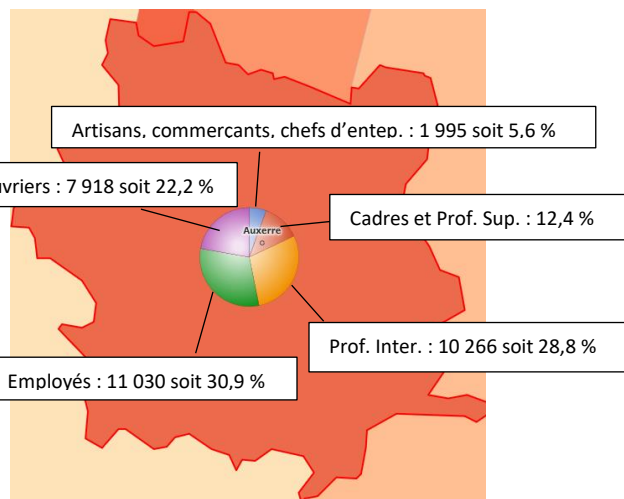 Artisans, commerçants, chefs d'entep. : 1 995 soit 5,6 %
vriers : 7 918 soit 22,2 %
Auxerre
Cadres et Prof. Sup. : 12,4 %
Prof. Inter. : 10 266 soit 28,8 %
Employés : 11 030 soit 30,9 %